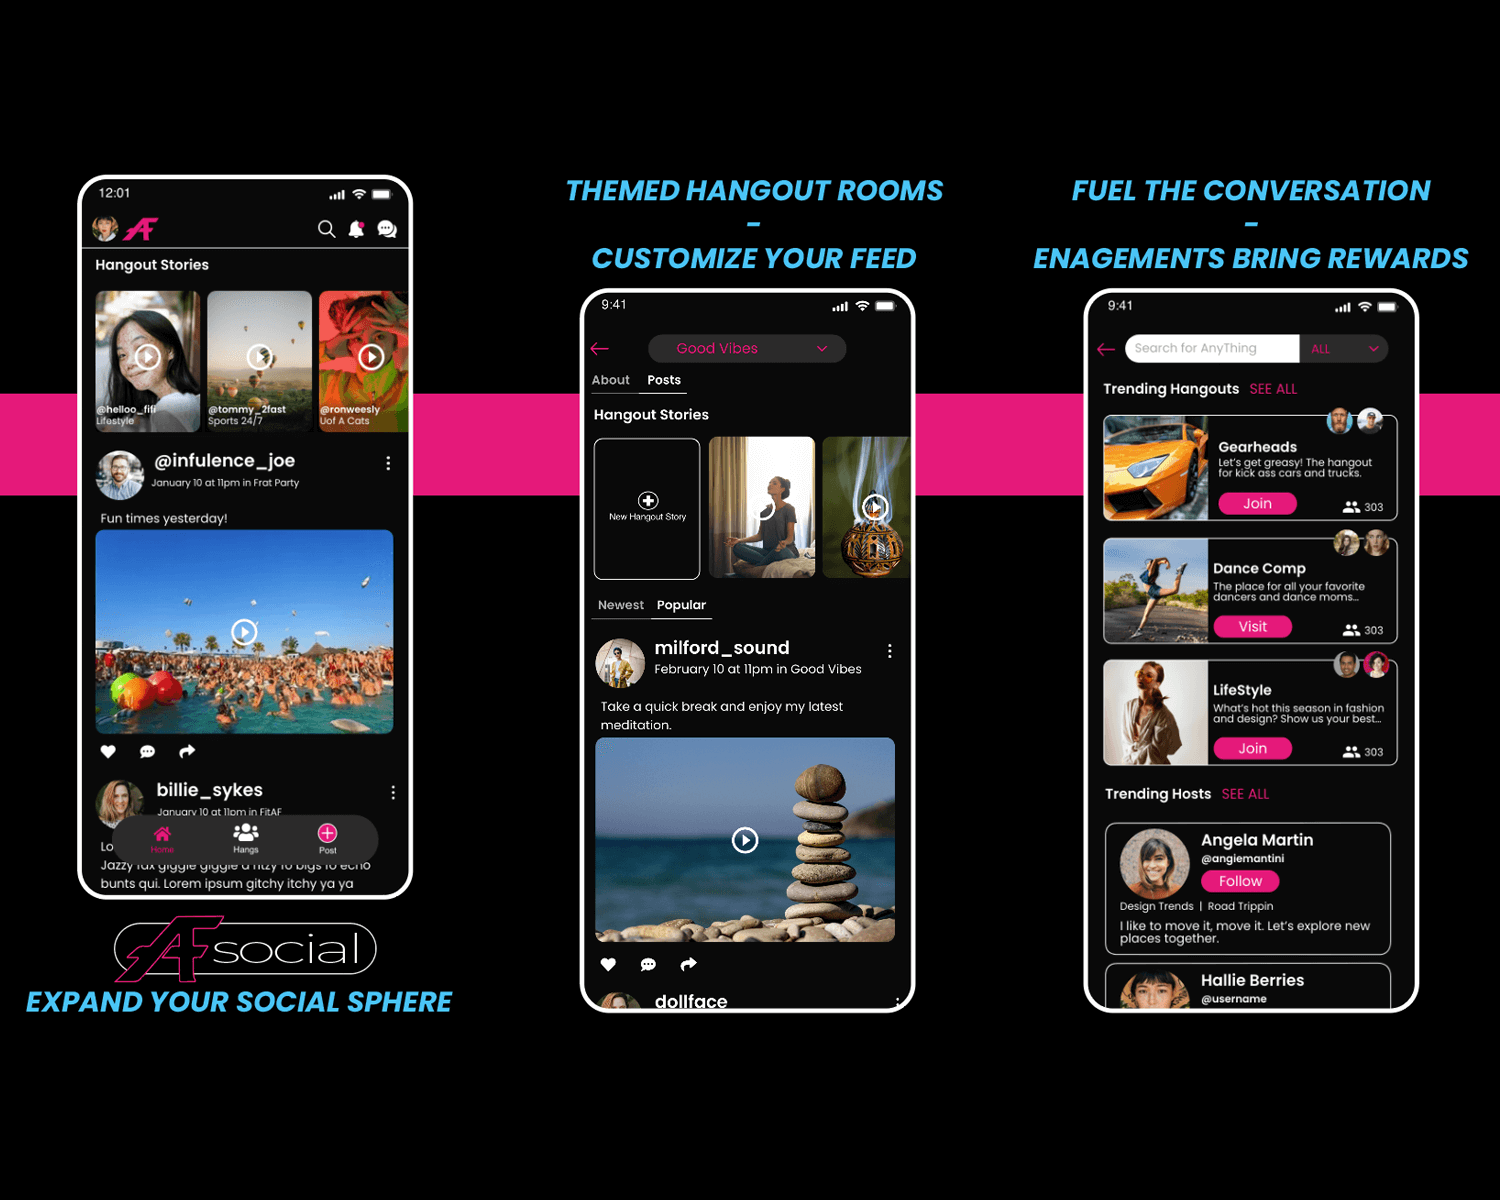 12:01
AF
Hangout Stories
@helloo_fifi
Lifestyle
@tommy_2fast
Sports 24/7
@ronweesly
Uof A Cats
@infulence_joe
January 10 at 11pm in Frat Party
Fun times yesterday!
billie_sykes
January 10 at 11pm in FitAF
Lo
Home
Hangs
Post
Jazzy fax giggle giggle a ritzy to bigs to echo
bunts qui. Lorem ipsum gitchy itchy ya ya
AF social
EXPAND YOUR SOCIAL SPHERE
THEMED HANGOUT ROOMS
–
CUSTOMIZE YOUR FEED
9:41
Good Vibes
About Posts
Hangout Stories
New Hangout Story
Newest Popular
milford_sound
February 10 at 11pm in Good Vibes
Take a quick break and enjoy my latest
meditation.
dollface
FUEL THE CONVERSATION
–
ENAGEMENTS BRING REWARDS
9:41
Search for AnyThing
ALL
Trending Hangouts SEE ALL
Gearheads
Let's get greasy! The hangout
for kick ass cars and trucks.
Join
303
Dance Comp
The place for all your favorite
dancers and dance moms...
Visit
303
LifeStyle
What's hot this season in fashion
and design? Show us your best...
Join
303
Trending Hosts SEE ALL
Angela Martin
@angiemantini
Follow
Design Trends | Road Trippin
I like to move it, move it. Let's explore new
places together.
Hallie Berries
@username